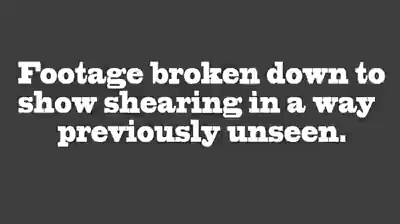 Footage broken down to
show shearing in a way
previously unseen.